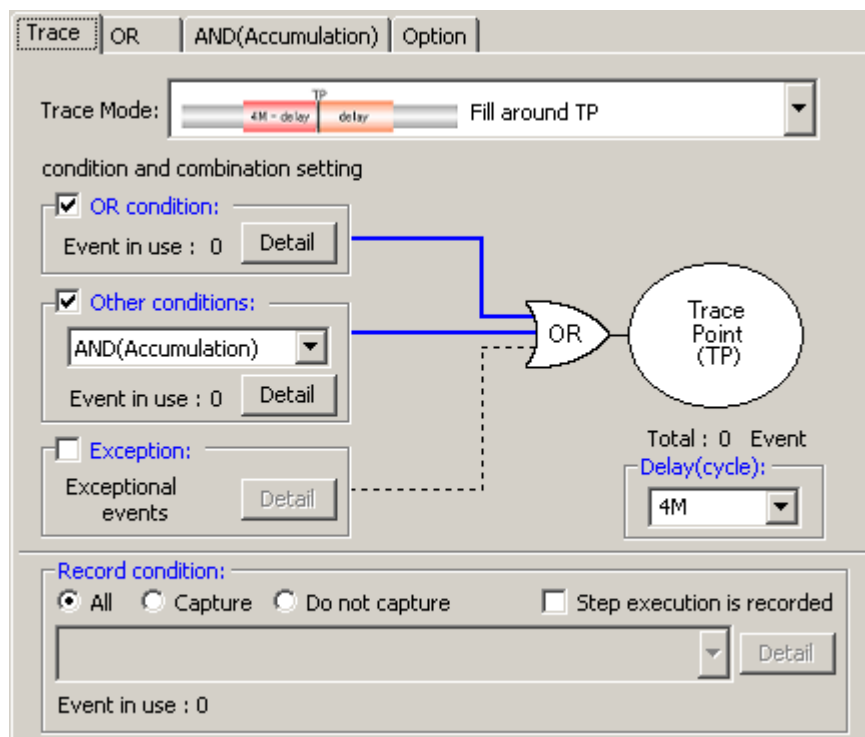 Trace OR AND(Accumulation) Option
Trace Mode: TP 4M - delay delay Fill around TP
condition and combination setting
OR condition:
Event in use : 0 Detail
Other conditions:
AND(Accumulation)
Event in use : 0 Detail
Exception:
Exceptional events Detail
OR
Trace
Point
(TP)
Total : 0 Event
Delay(cycle):
4M
Record condition:
All Capture Do not capture Step execution is recorded
Detail
Event in use : 0